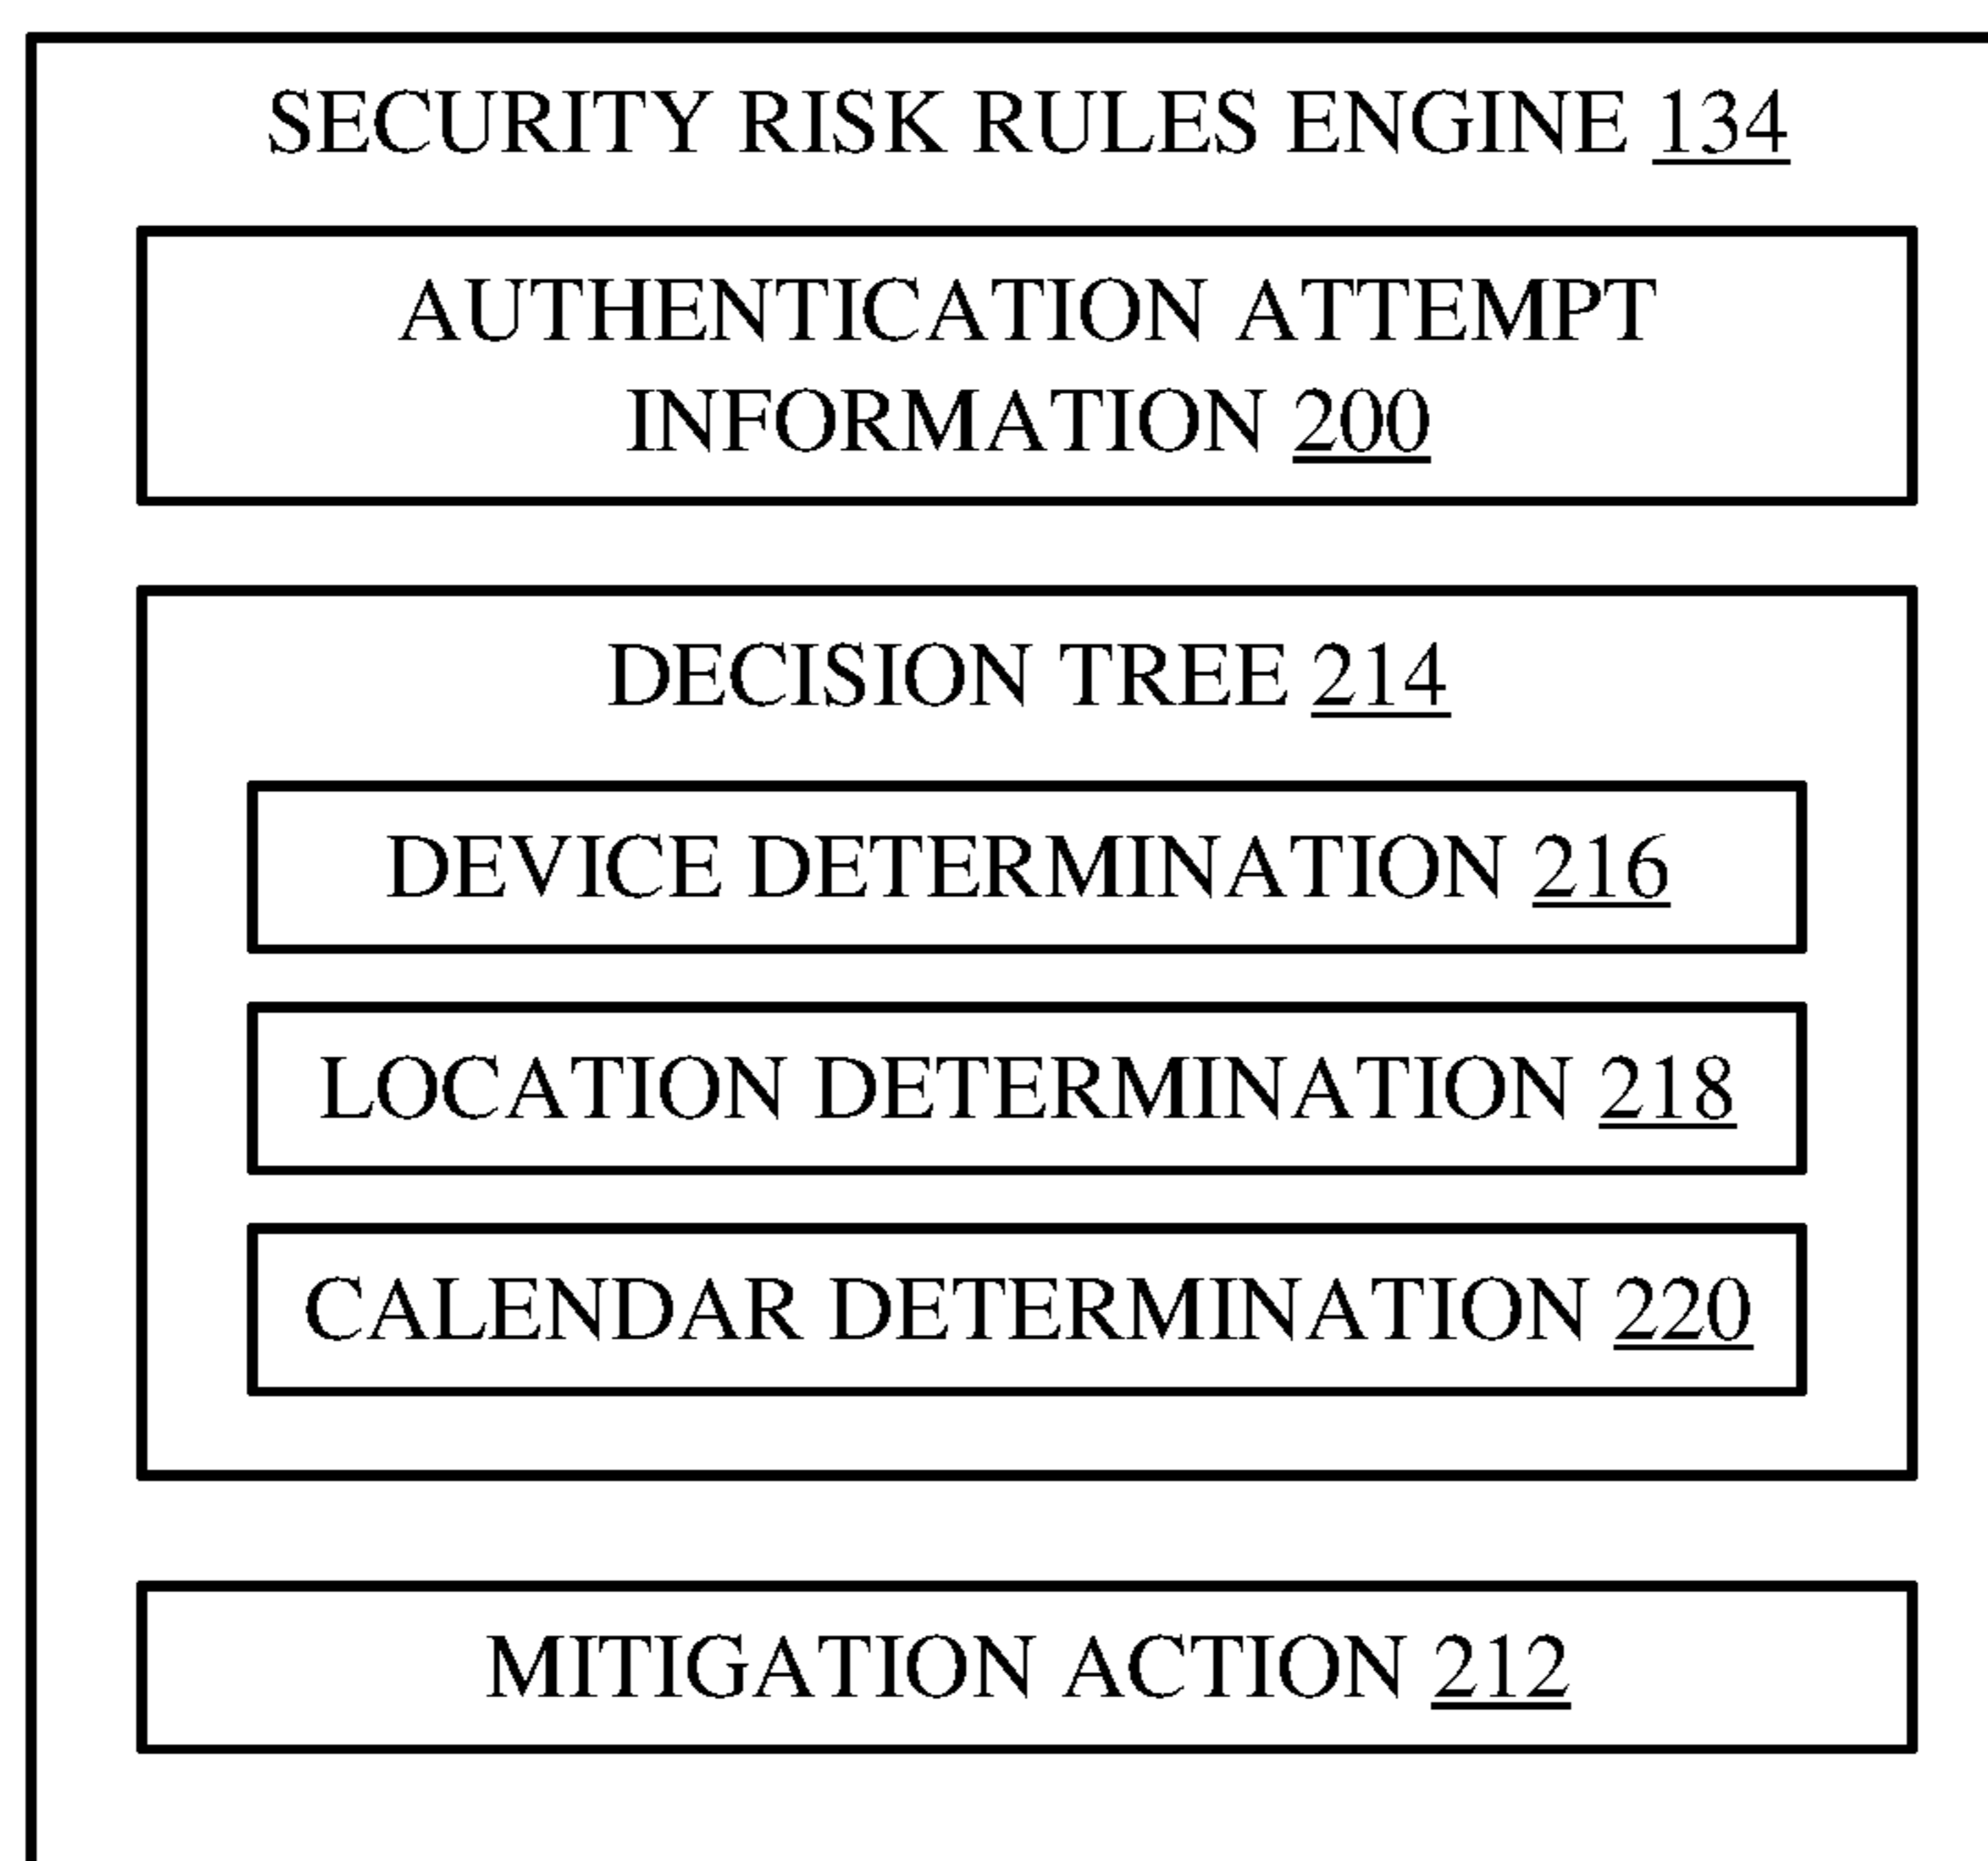 SECURITY RISK RULES ENGINE 134
AUTHENTICATION ATTEMPT
INFORMATION 200
DECISION TREE 214
DEVICE DETERMINATION 216
LOCATION DETERMINATION 218
CALENDAR DETERMINATION 220
MITIGATION ACTION 212